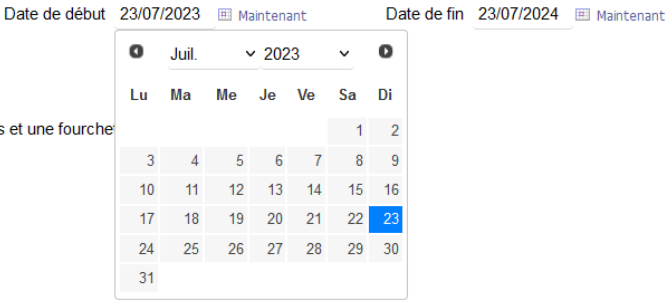 Date de début 23/07/2023 Maintenant Date de fin 23/07/2024 Maintenant
Juil. 2023
Lu Ma Me Je Ve Sa Di
s et une fourche
1 2
3 4 5 6 7 8 9
10 11 12 13 14 15 16
17 18 19 20 21 22 23
24 25 26 27 28 29 30
31